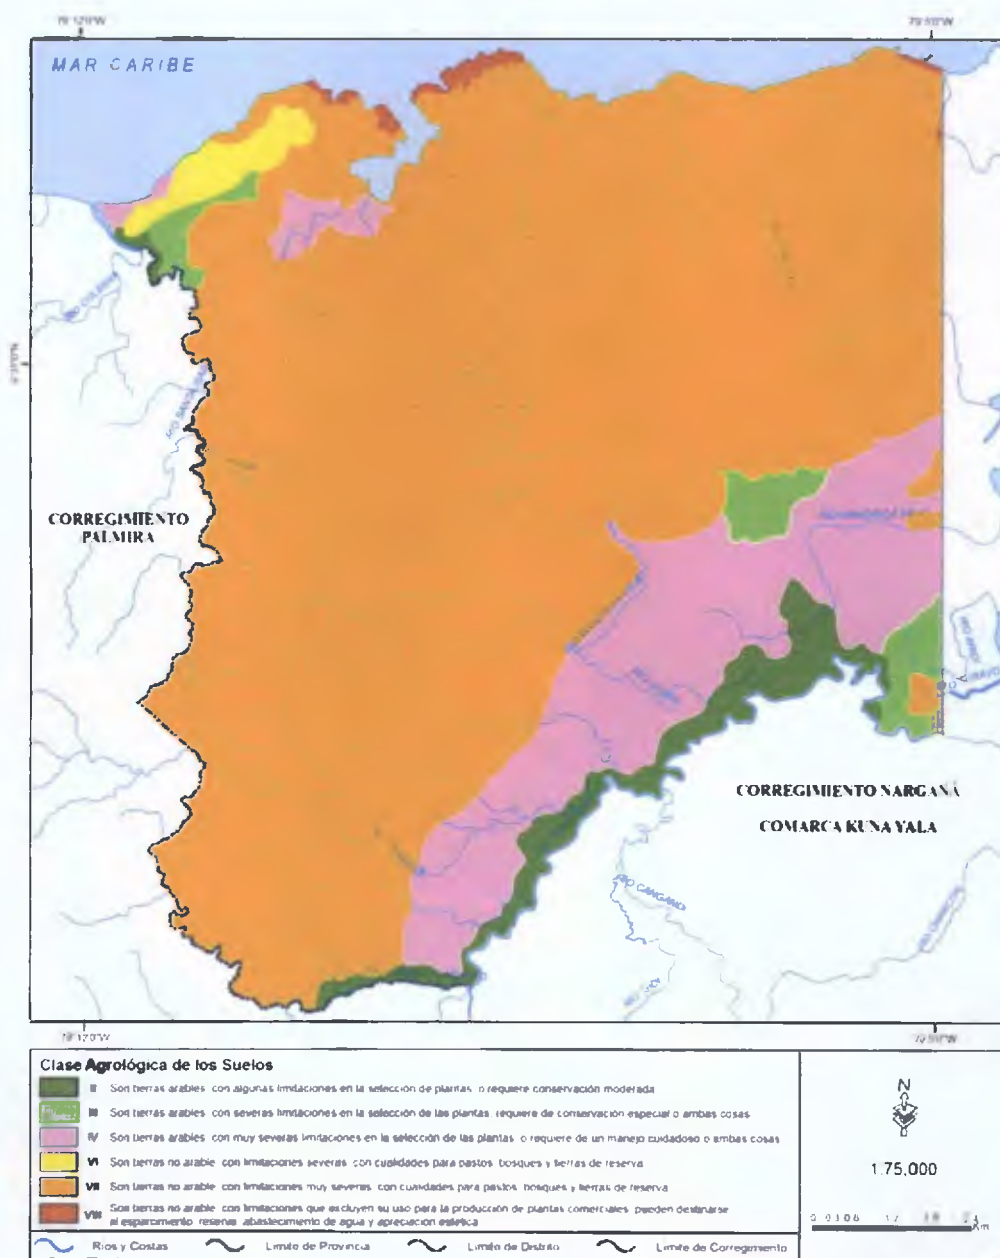 MAR CARIBE
CORREGIMIENTO
PALMIRA
CORREGIMIENTO NARGANÁ
COMARCA KUNA YALA
RIO GANGANO
Clase Agrológica de los Suelos
II Son tierras arables con algunas limitaciones en la selección de plantas o requiere conservación moderada
III Son tierras arables con severas limitaciones en la selección de las plantas requiere de conservación especial o ambas cosas
IV Son tierras arables con muy severas limitaciones en la selección de las plantas o requiere de un manejo cuidadoso o ambas cosas
VI Son tierras no arable con limitaciones severas con cualidades para pastos bosques y tierras de reserva
VII Son tierras no arable con limitaciones muy severas con cualidades para pastos bosques y tierras de reserva
VIII Son tierras no arable con limitaciones que excluyen su uso para la producción de plantas comerciales pueden destinarse
al esparcimiento reserva abastecimiento de agua y apreciación estética
N
1:75,000
Km
Rios y Costas Limite de Provincia Limite de Distrito Limite de Corregimiento